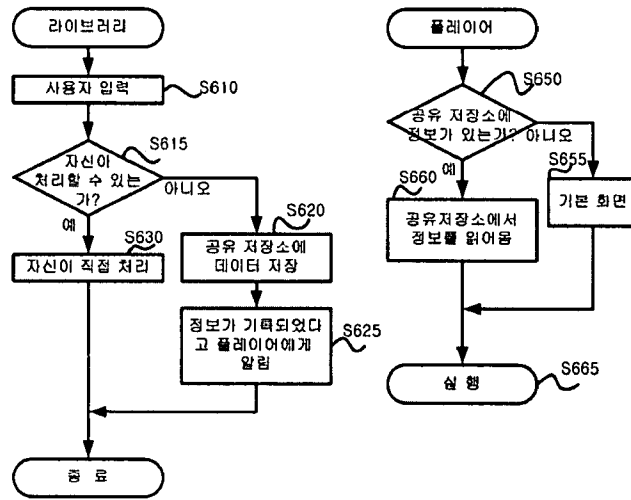 라이브러리
사용자 입력
S610
S615
자신이
처리할 수 있는
가?
아니오
예
S630
자신이 직접 처리
S620
공유 저장소에
데이터 저장
정보가 기록되었다
고 플레이어에게
알림
S625
종 료
플레이어
S650
공유 저장소에
정보가 있는가?
아니오
예
S655
기본 화면
S660
공유저장소에서
정보를 읽어옴
실 행
S665